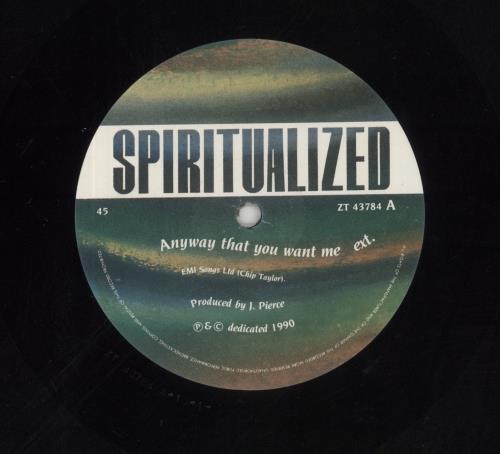 SPIRITUALIZED
45
ZT 43784 A
Anyway that you want me ext.
EMI Songs Ltd (Chip Taylor).
Produced by J. Pierce
℗ & © dedicated 1990